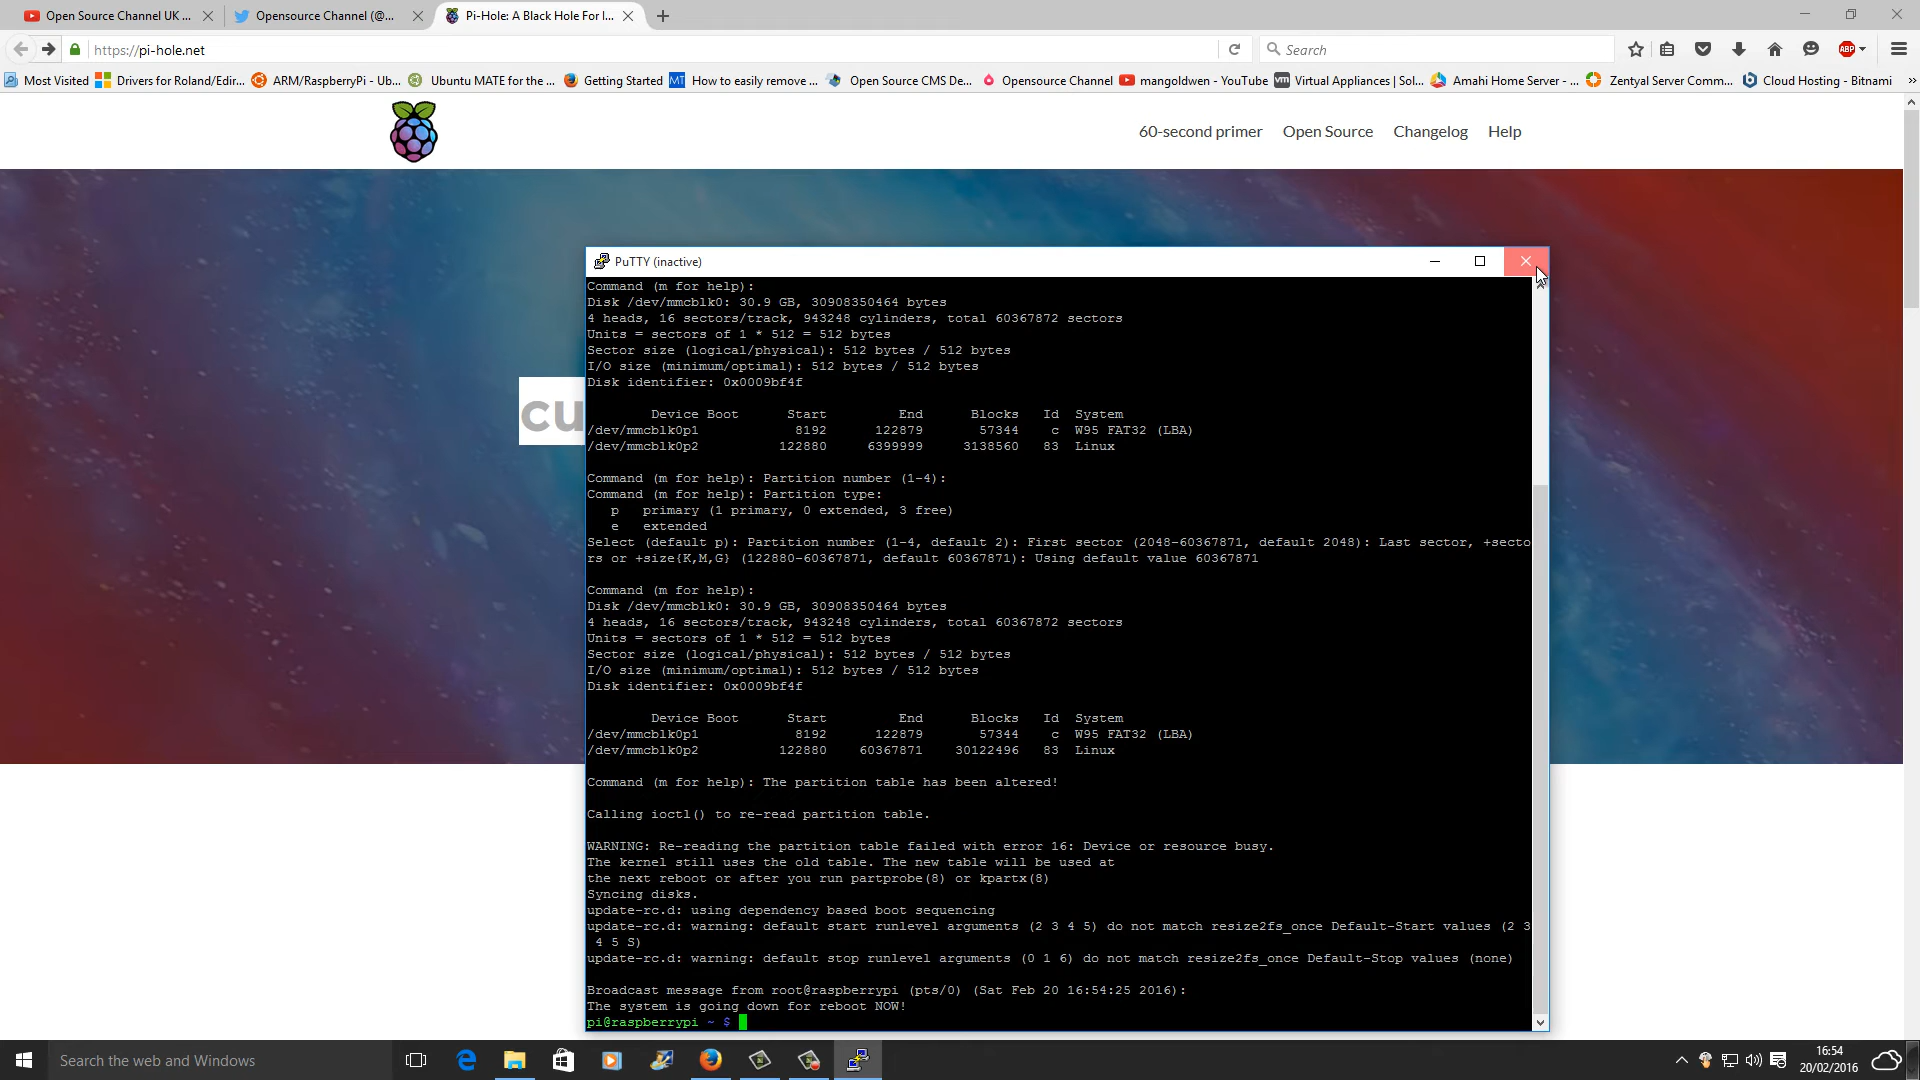 Open Source Channel UK ...
Opensource Channel (@...
Pi-Hole: A Black Hole For I...
https://pi-hole.net
Search
ABP
Most Visited
Drivers for Roland/Edir...
ARM/RaspberryPi - Ub...
Ubuntu MATE for the ...
Getting Started
MT
How to easily remove ...
Open Source CMS De...
Opensource Channel
mangoldwen - YouTube
vm
Virtual Appliances | Sol...
Amahi Home Server - ...
Zentyal Server Comm...
Cloud Hosting - Bitnami
60-second primer
Open Source
Changelog
Help
cu
PuTTY (inactive)
Command (m for help):
Disk /dev/mmcblk0: 30.9 GB, 30908350464 bytes
4 heads, 16 sectors/track, 943248 cylinders, total 60367872 sectors
Units = sectors of 1 * 512 = 512 bytes
Sector size (logical/physical): 512 bytes / 512 bytes
I/O size (minimum/optimal): 512 bytes / 512 bytes
Disk identifier: 0x0009bf4f
Device Boot Start End Blocks Id System
/dev/mmcblk0p1 8192 122879 57344 c W95 FAT32 (LBA)
/dev/mmcblk0p2 122880 6399999 3138560 83 Linux
Command (m for help): Partition number (1-4):
Command (m for help): Partition type:
p primary (1 primary, 0 extended, 3 free)
e extended
Select (default p): Partition number (1-4, default 2): First sector (2048-60367871, default 2048): Last sector, +secto
rs or +size{K,M,G} (122880-60367871, default 60367871): Using default value 60367871
Command (m for help):
Disk /dev/mmcblk0: 30.9 GB, 30908350464 bytes
4 heads, 16 sectors/track, 943248 cylinders, total 60367872 sectors
Units = sectors of 1 * 512 = 512 bytes
Sector size (logical/physical): 512 bytes / 512 bytes
I/O size (minimum/optimal): 512 bytes / 512 bytes
Disk identifier: 0x0009bf4f
Device Boot Start End Blocks Id System
/dev/mmcblk0p1 8192 122879 57344 c W95 FAT32 (LBA)
/dev/mmcblk0p2 122880 60367871 30122496 83 Linux
Command (m for help): The partition table has been altered!
Calling ioctl() to re-read partition table.
WARNING: Re-reading the partition table failed with error 16: Device or resource busy.
The kernel still uses the old table. The new table will be used at
the next reboot or after you run partprobe(8) or kpartx(8)
Syncing disks.
update-rc.d: using dependency based boot sequencing
update-rc.d: warning: default start runlevel arguments (2 3 4 5) do not match resize2fs_once Default-Start values (2 3
4 5 S)
update-rc.d: warning: default stop runlevel arguments (0 1 6) do not match resize2fs_once Default-Stop values (none)
Broadcast message from root@raspberrypi (pts/0) (Sat Feb 20 16:54:25 2016):
The system is going down for reboot NOW!
pi@raspberrypi ~ $
Search the web and Windows
16:54
20/02/2016